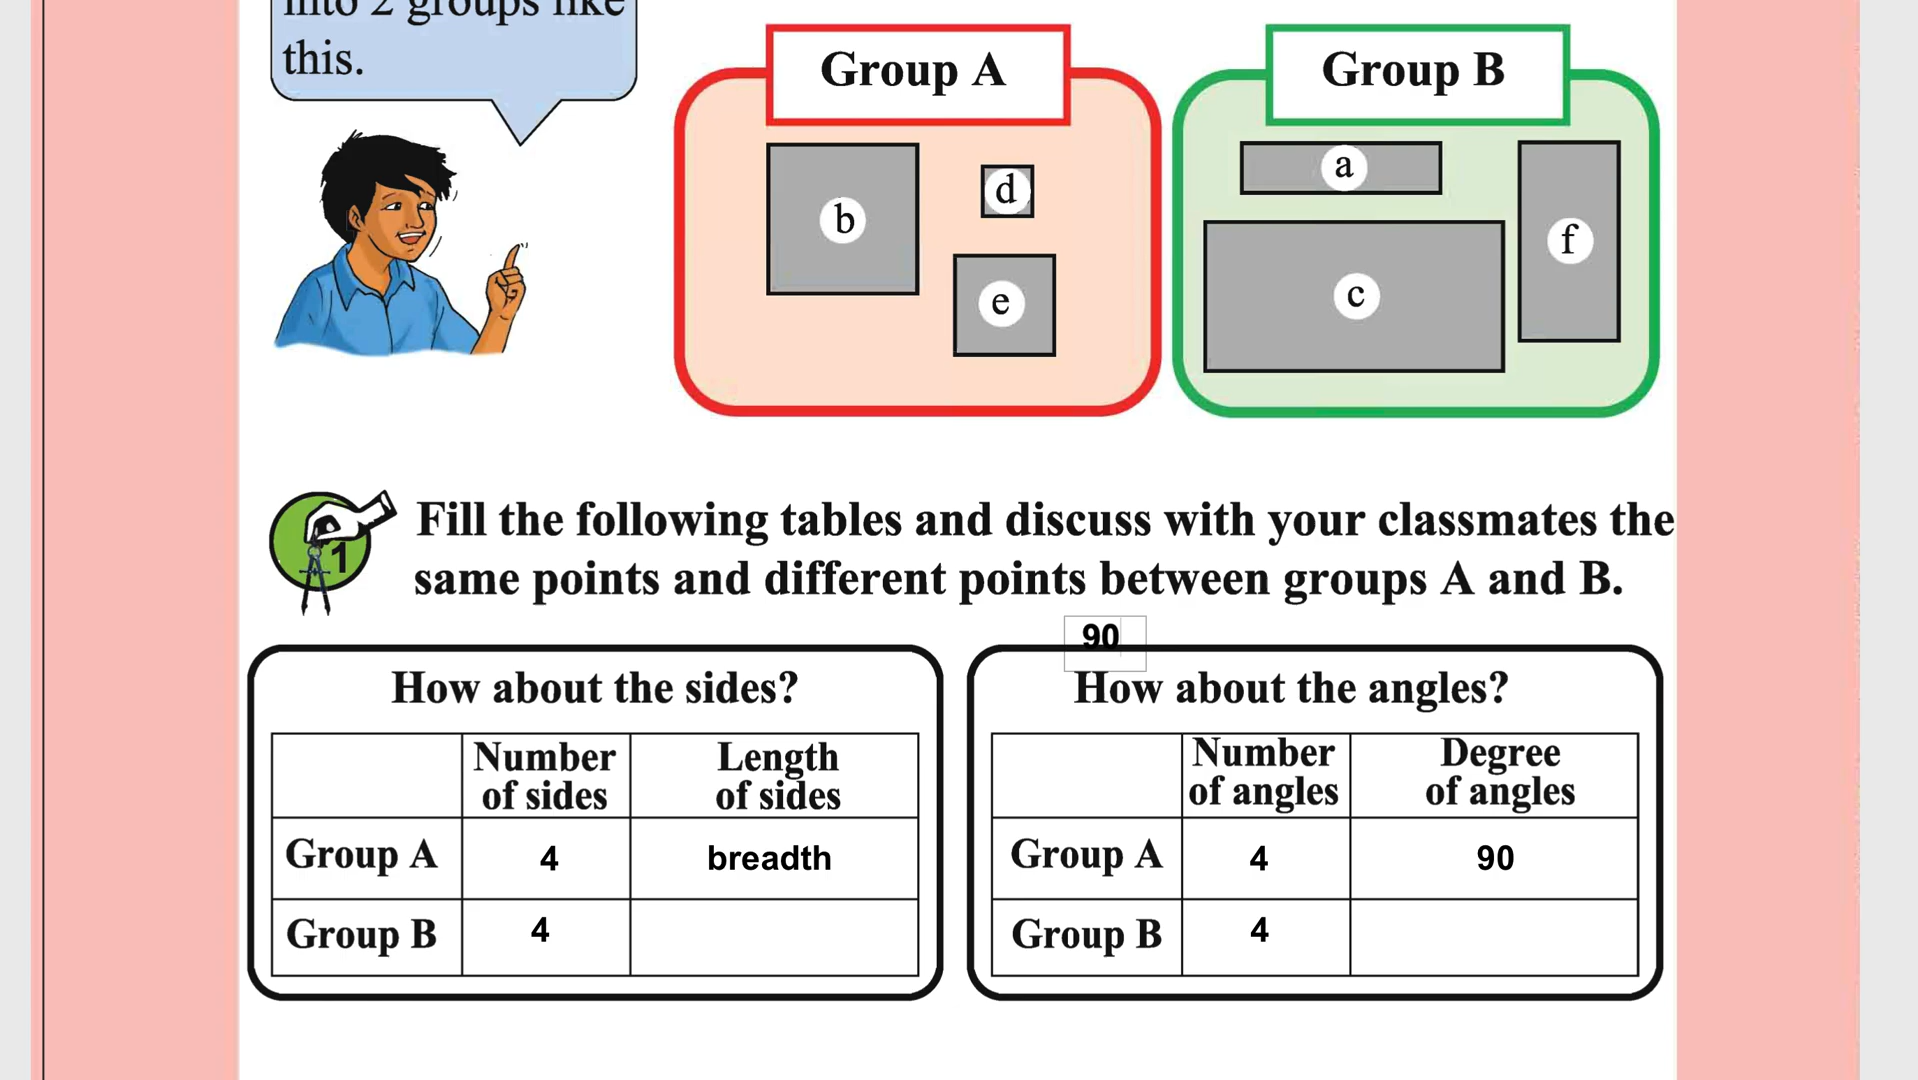 into 2 groups like
this.
Group A
Group B
b
d
e
a
c
f
1
Fill the following tables and discuss with your classmates the
same points and different points between groups A and B.
90
How about the sides?
Number of sides
Length of sides
Group A 4 breadth
Group B 4
How about the angles?
Number of angles
Degree of angles
Group A 4 90
Group B 4